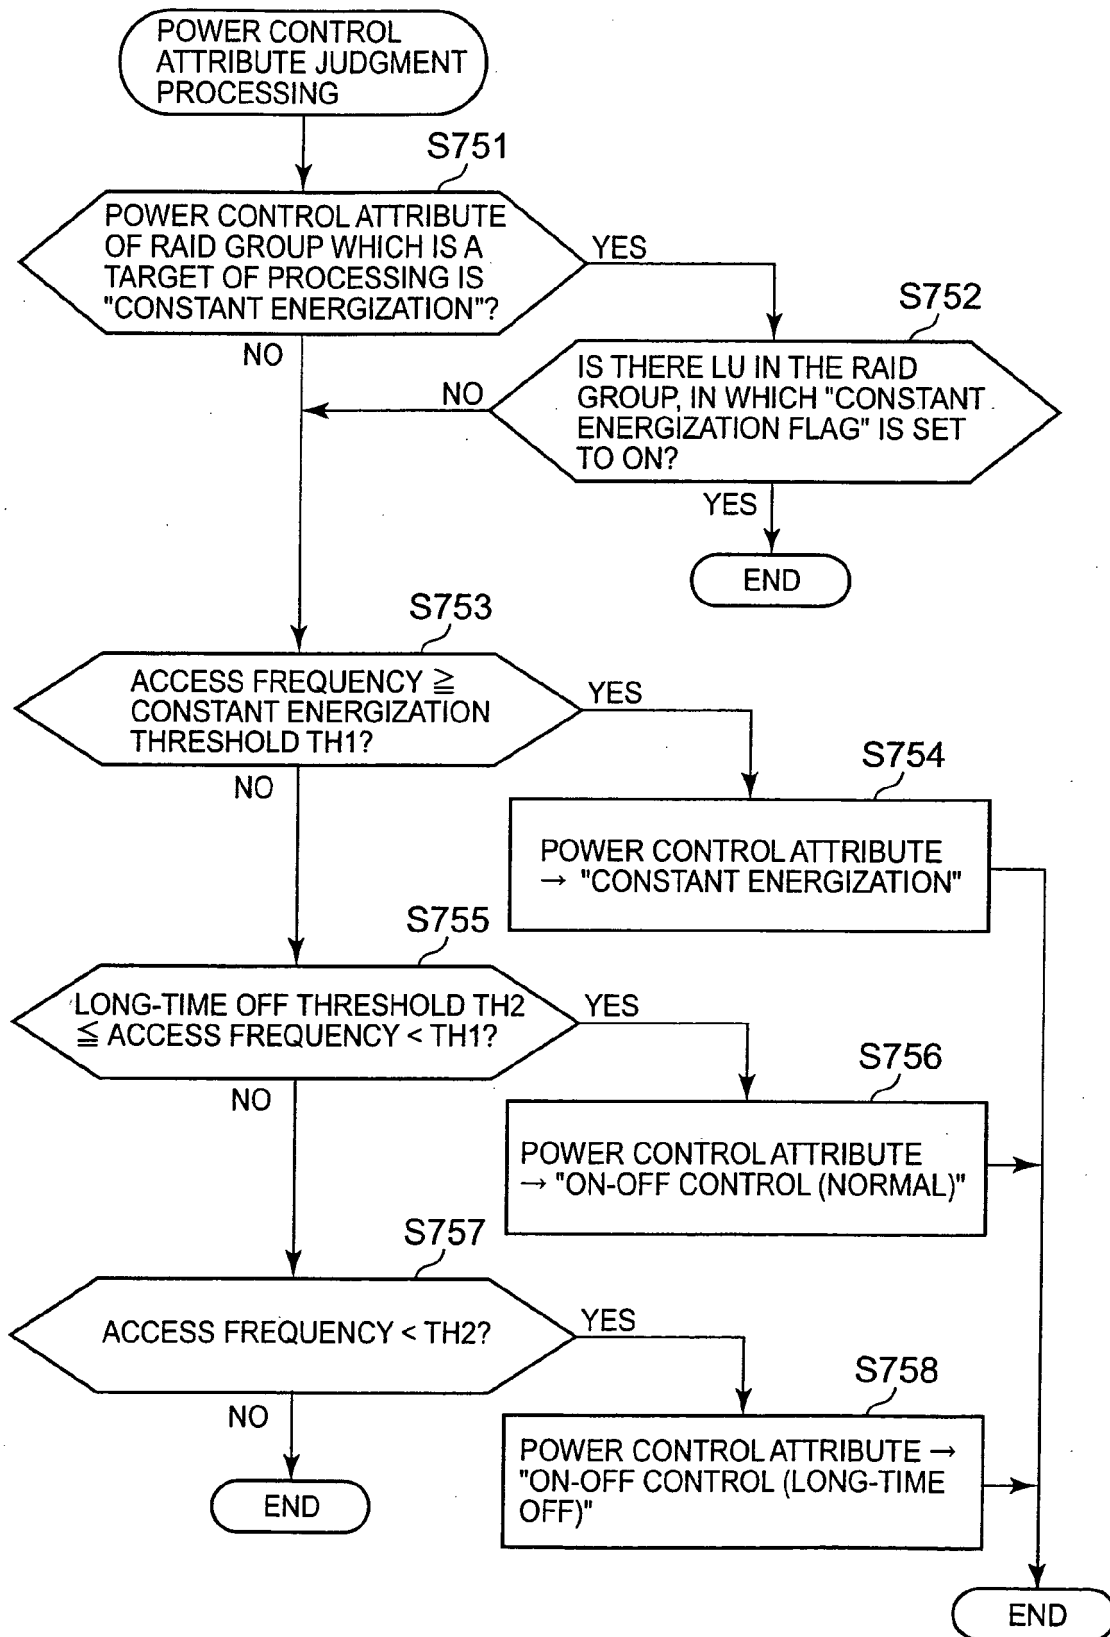 POWER CONTROL
ATTRIBUTE JUDGMENT
PROCESSING
S751
POWER CONTROL ATTRIBUTE
OF RAID GROUP WHICH IS A
TARGET OF PROCESSING IS
"CONSTANT ENERGIZATION"?
YES
NO
S752
IS THERE LU IN THE RAID
GROUP, IN WHICH "CONSTANT
ENERGIZATION FLAG" IS SET
TO ON?
NO
YES
END
S753
ACCESS FREQUENCY ≧
CONSTANT ENERGIZATION
THRESHOLD TH1?
YES
NO
S754
POWER CONTROL ATTRIBUTE
→ "CONSTANT ENERGIZATION"
S755
LONG-TIME OFF THRESHOLD TH2
≦ ACCESS FREQUENCY < TH1?
YES
NO
S756
POWER CONTROL ATTRIBUTE
→ "ON-OFF CONTROL (NORMAL)"
S757
ACCESS FREQUENCY < TH2?
YES
NO
S758
POWER CONTROL ATTRIBUTE →
"ON-OFF CONTROL (LONG-TIME
OFF)"
END
END